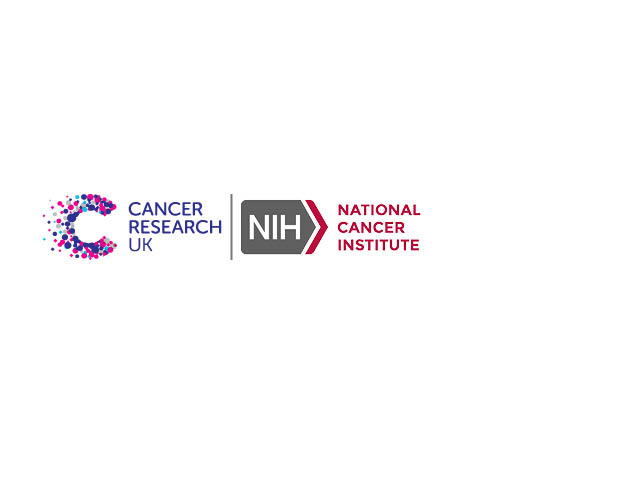 CANCER
RESEARCH
UK
NIH
NATIONAL
CANCER
INSTITUTE